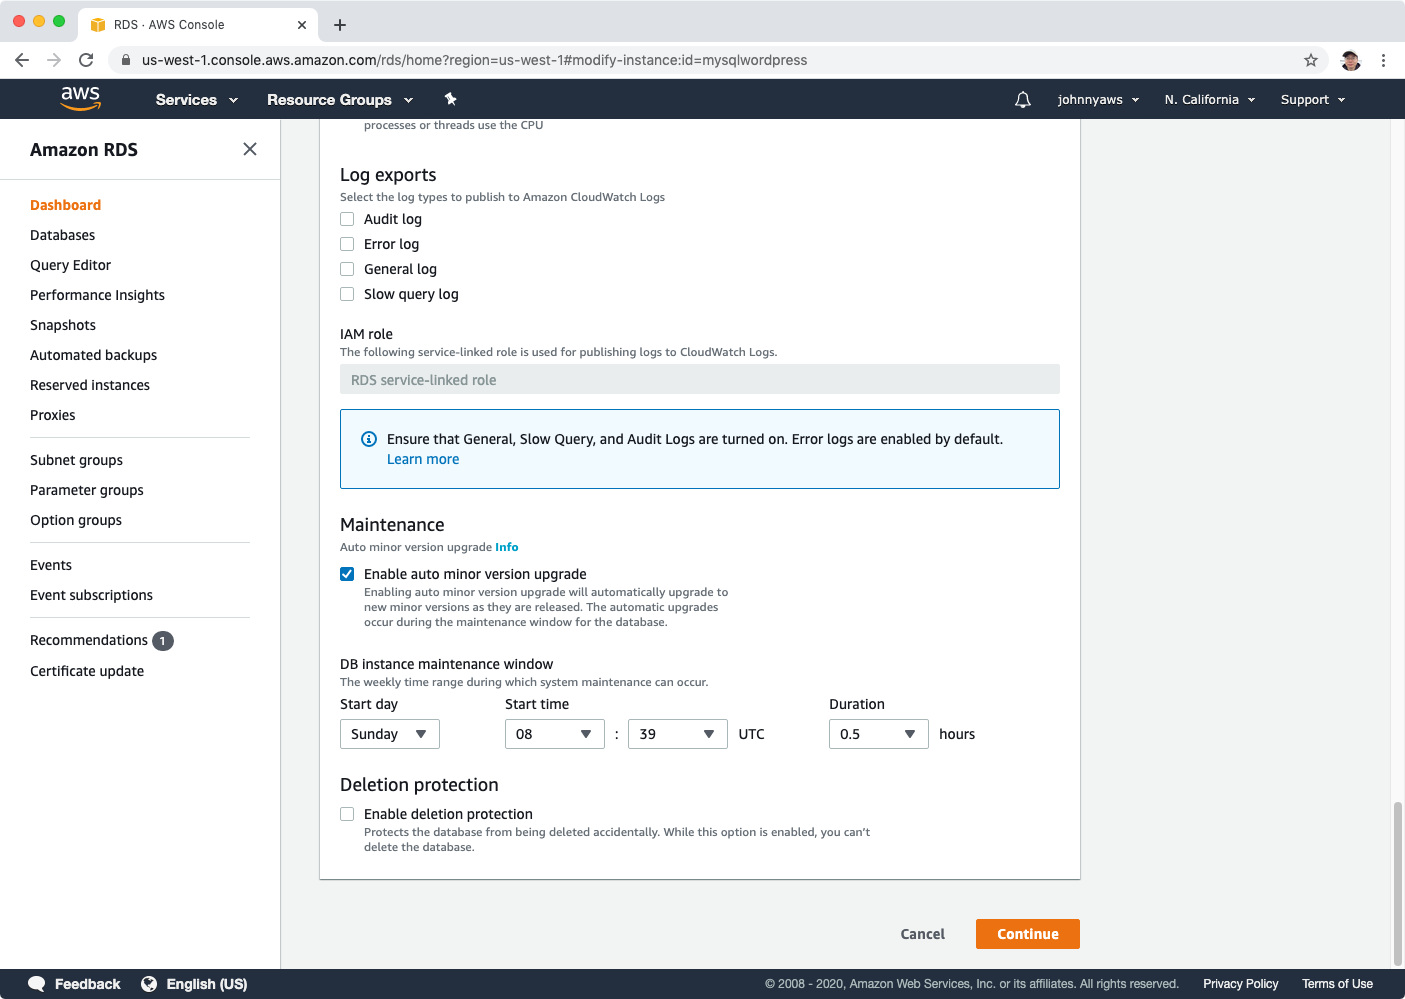 RDS · AWS Console
us-west-1.console.aws.amazon.com/rds/home?region=us-west-1#modify-instance:id=mysqlwordpress
aws
Services
Resource Groups
johnnyaws
N. California
Support
Amazon RDS
Dashboard
Databases
Query Editor
Performance Insights
Snapshots
Automated backups
Reserved instances
Proxies
Subnet groups
Parameter groups
Option groups
Events
Event subscriptions
Recommendations 1
Certificate update
processes or threads use the CPU
Log exports
Select the log types to publish to Amazon CloudWatch Logs
Audit log
Error log
General log
Slow query log
IAM role
The following service-linked role is used for publishing logs to CloudWatch Logs.
RDS service-linked role
Ensure that General, Slow Query, and Audit Logs are turned on. Error logs are enabled by default.
Learn more
Maintenance
Auto minor version upgrade Info
Enable auto minor version upgrade
Enabling auto minor version upgrade will automatically upgrade to
new minor versions as they are released. The automatic upgrades
occur during the maintenance window for the database.
DB instance maintenance window
The weekly time range during which system maintenance can occur.
Start day Start time Duration
Sunday 08 : 39 UTC 0.5 hours
Deletion protection
Enable deletion protection
Protects the database from being deleted accidentally. While this option is enabled, you can't
delete the database.
Cancel Continue
Feedback English (US) © 2008 - 2020, Amazon Web Services, Inc. or its affiliates. All rights reserved. Privacy Policy Terms of Use